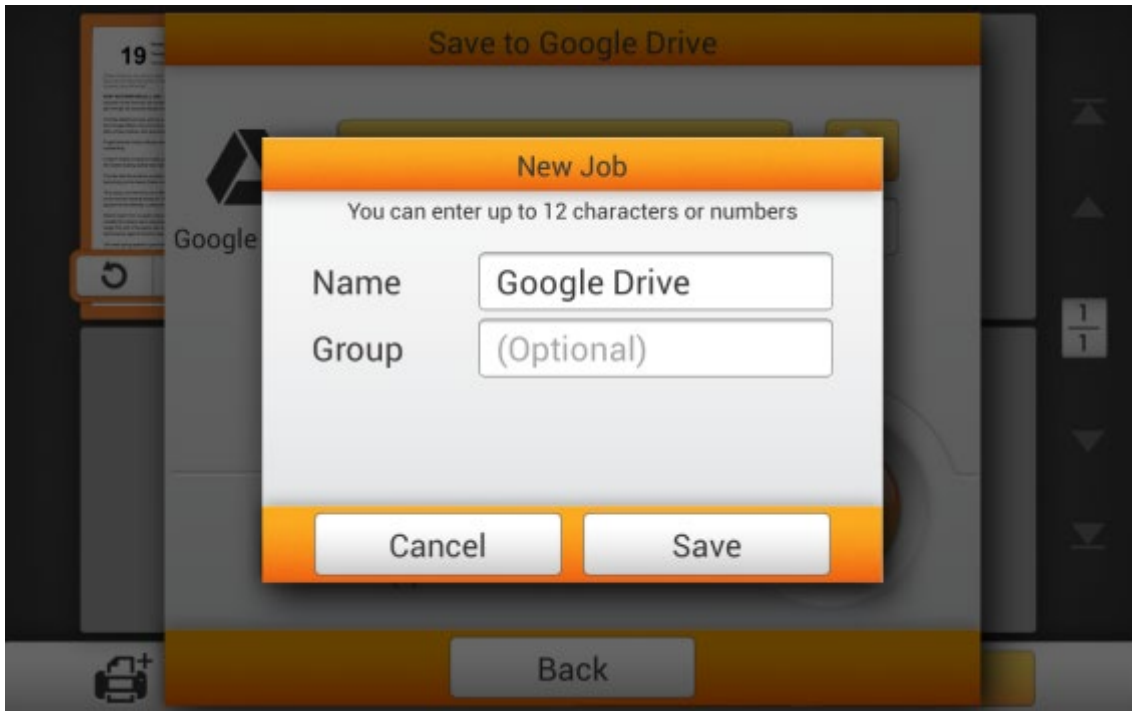 19
Save to Google Drive
New Job
You can enter up to 12 characters or numbers
Google
Name Google Drive
Group (Optional)
1
1
Cancel Save
Back